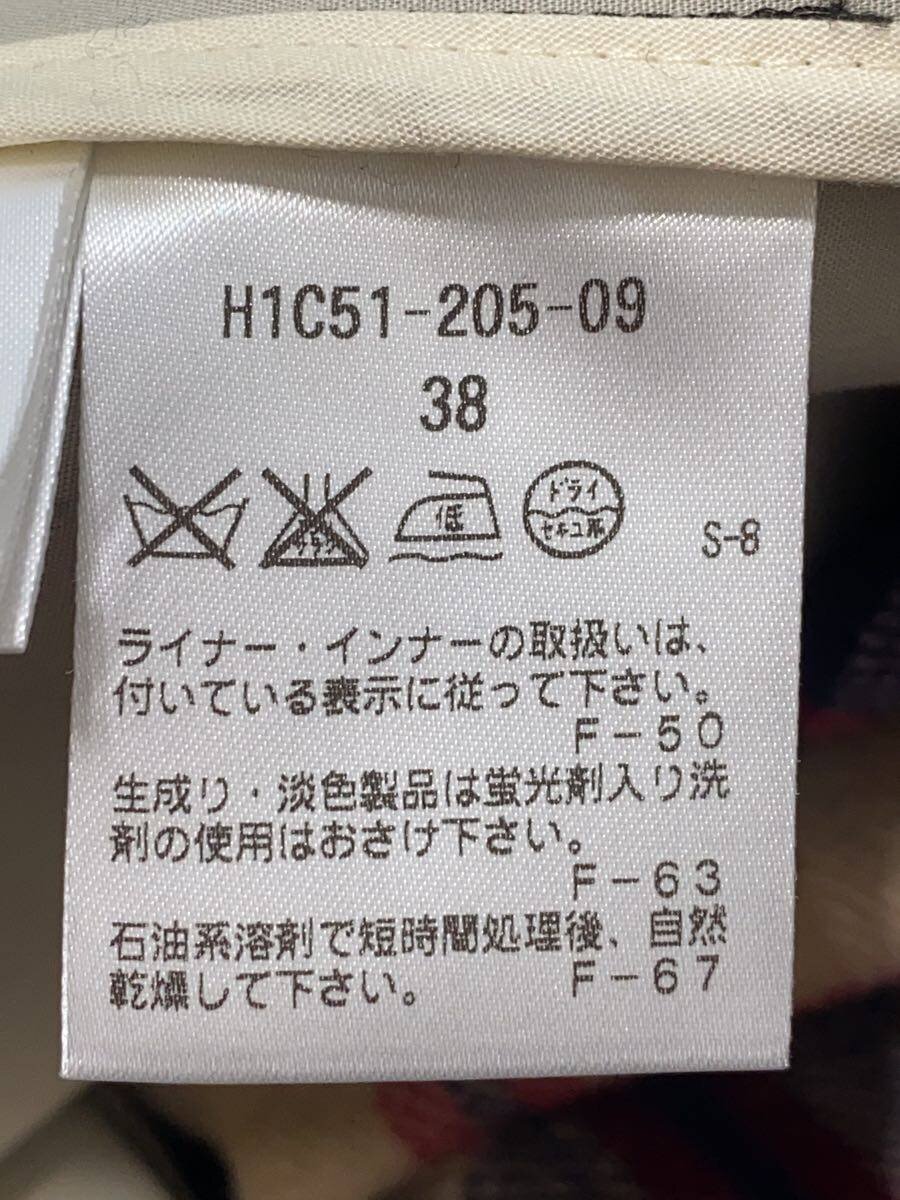 H1C51-205-09
38
低
ドライ
セキユ系
S-8
ライナー・インナーの取扱いは、
付いている表示に従って下さい。
F-50
生成り・淡色製品は蛍光剤入り洗
剤の使用はおさけ下さい。
F-63
石油系溶剤で短時間処理後、自然
乾燥して下さい。
F-67